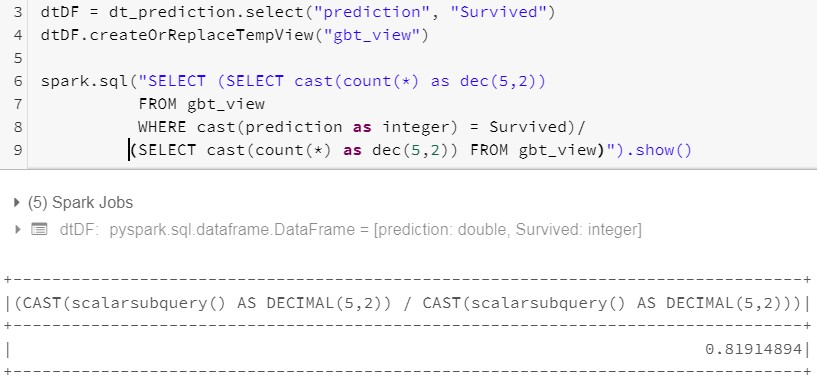 3 dtDF = dt_prediction.select("prediction", "Survived")
4 dtDF.createOrReplaceTempView("gbt_view")
5
6 spark.sql("SELECT (SELECT cast(count(*) as dec(5,2))
7 FROM gbt_view
8 WHERE cast(prediction as integer) = Survived)/
9 (SELECT cast(count(*) as dec(5,2)) FROM gbt_view)").show()
(5) Spark Jobs
dtDF: pyspark.sql.dataframe.DataFrame = [prediction: double, Survived: integer]
+-------------------------------------------------------------------------------+
|(CAST(scalarsubquery() AS DECIMAL(5,2)) / CAST(scalarsubquery() AS DECIMAL(5,2)))|
+-------------------------------------------------------------------------------+
| 0.81914894|
+-------------------------------------------------------------------------------+